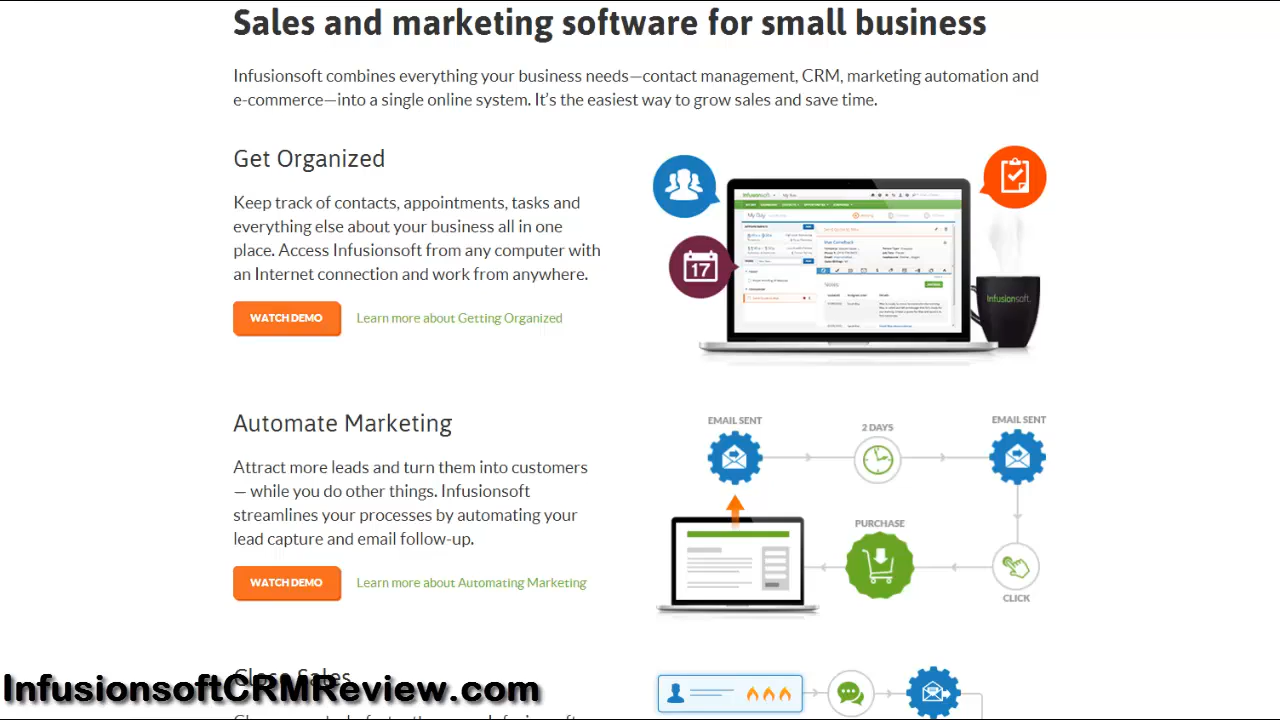 Sales and marketing software for small business
Infusionsoft combines everything your business needs—contact management, CRM, marketing automation and
e-commerce—into a single online system. It's the easiest way to grow sales and save time.
Get Organized
Keep track of contacts, appointments, tasks and
everything else about your business all in one
place. Access Infusionsoft from any computer with
an Internet connection and work from anywhere.
WATCH DEMO
Learn more about Getting Organized
17
Infusionsoft.
My Day
Infusionsoft.
Automate Marketing
Attract more leads and turn them into customers
— while you do other things. Infusionsoft
streamlines your processes by automating your
lead capture and email follow-up.
WATCH DEMO
Learn more about Automating Marketing
EMAIL SENT
2 DAYS
EMAIL SENT
PURCHASE
CLICK
Close Sales
InfusionsoftCRMReview.com